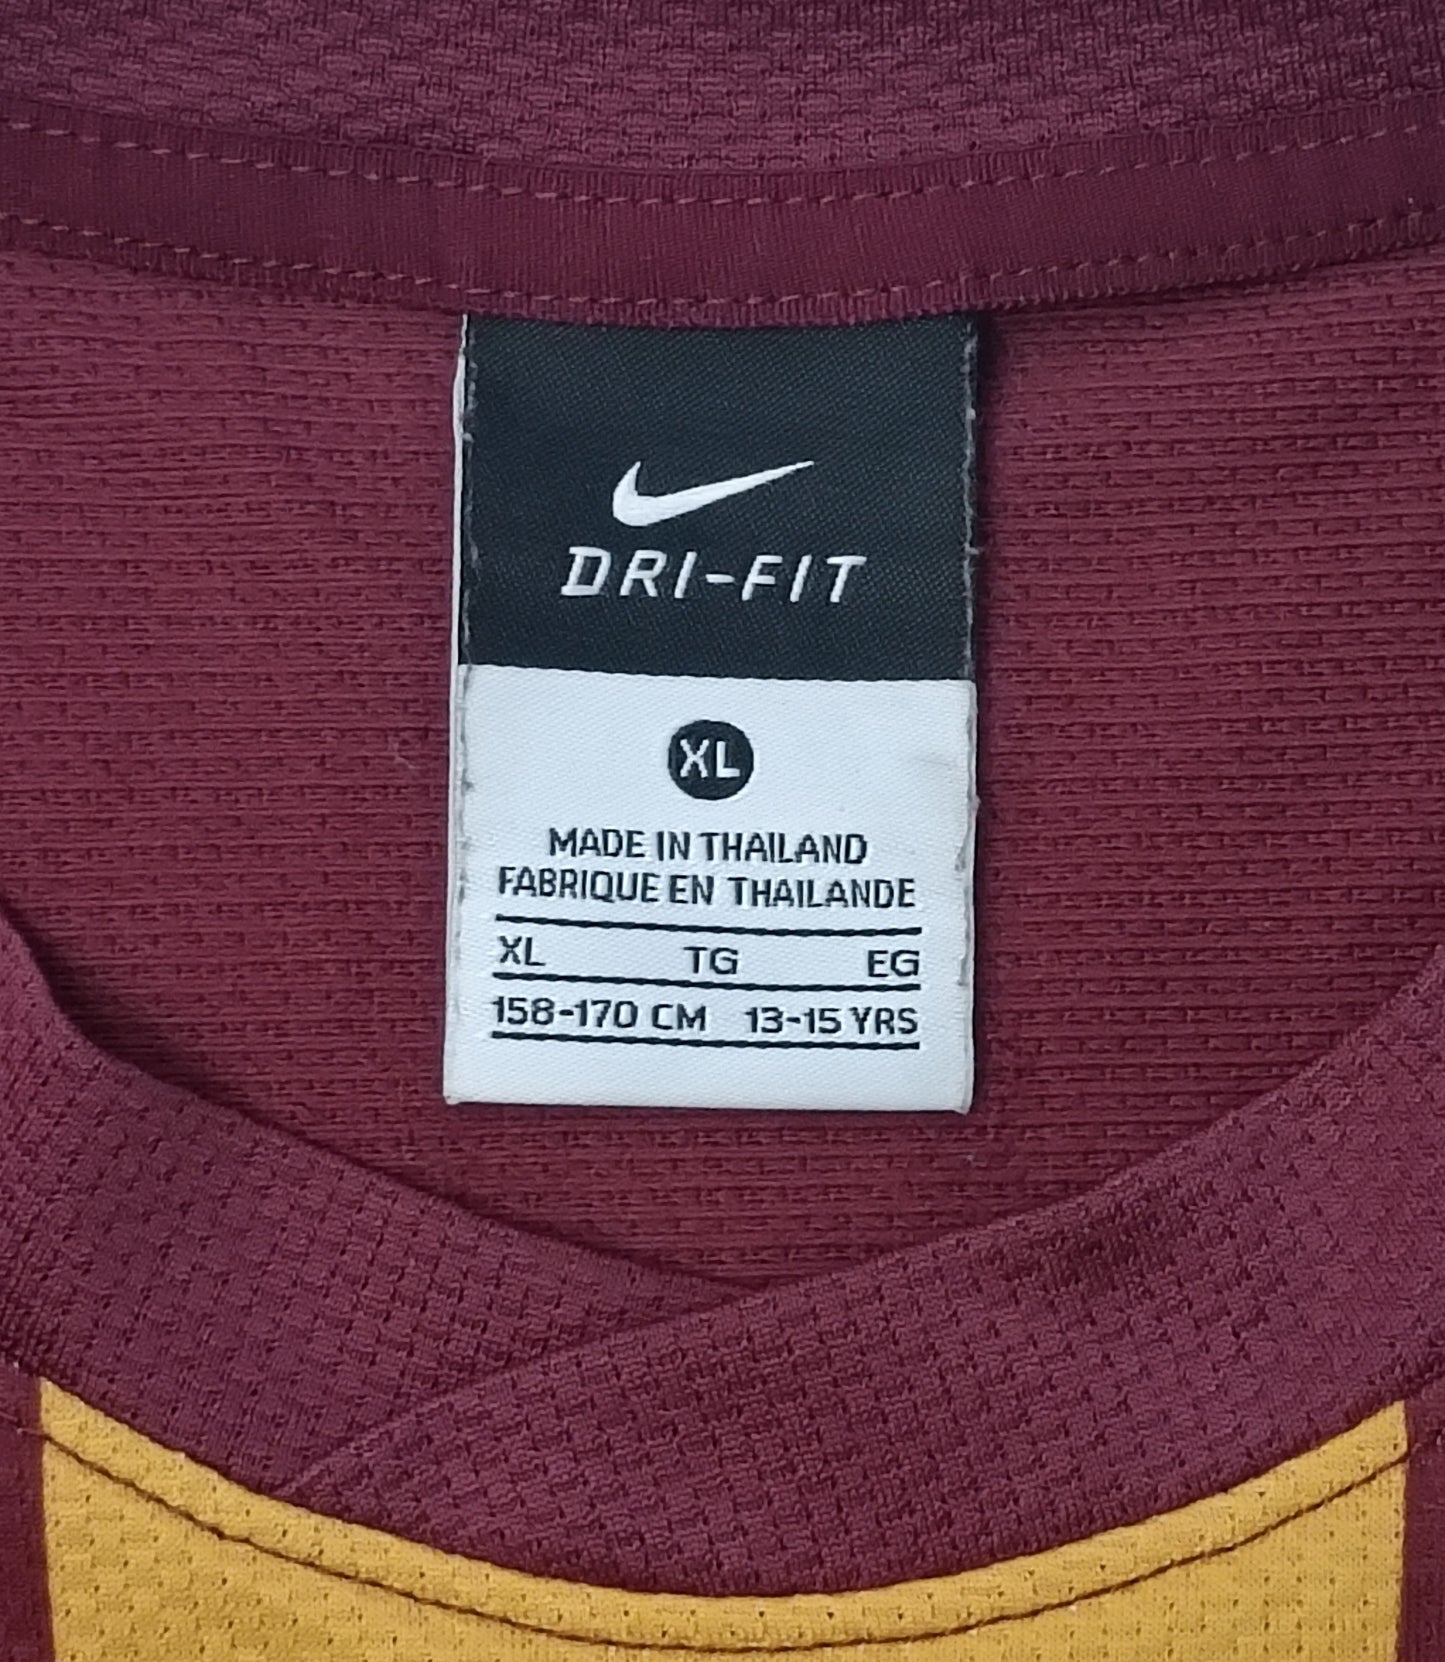 DRI-FIT
XL
MADE IN THAILAND
FABRIQUE EN THAILANDE
XL TG EG
158-170 CM 13-15 YRS